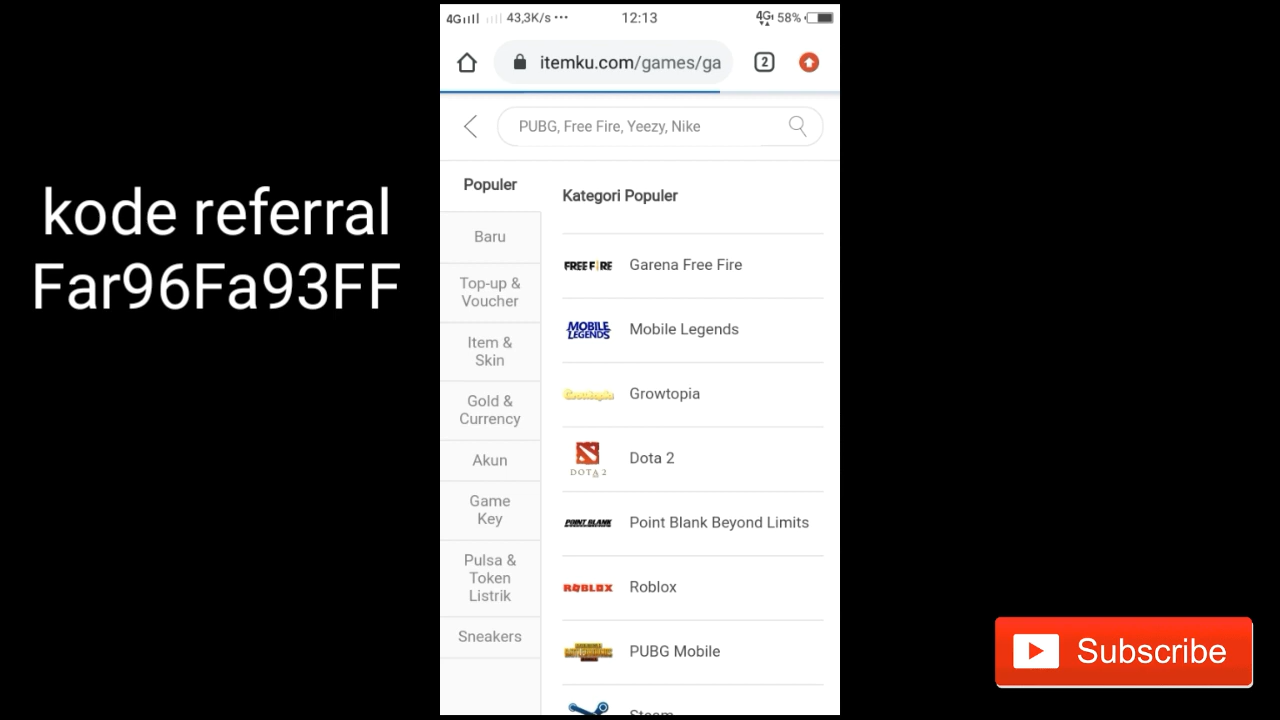 kode referral
Far96Fa93FF
4G 43,3K/s ··· 12:13 4G 58%
itemku.com/games/ga
2
PUBG, Free Fire, Yeezy, Nike
Populer
Baru
Top-up &
Voucher
Item &
Skin
Gold &
Currency
Akun
Game
Key
Pulsa &
Token
Listrik
Sneakers
Kategori Populer
FREE FIRE Garena Free Fire
MOBILE
LEGENDS
Mobile Legends
Growtopia Growtopia
DOTA 2
Dota 2
POINT BLANK Point Blank Beyond Limits
ROBLOX Roblox
PUBG Mobile
Steam
Subscribe